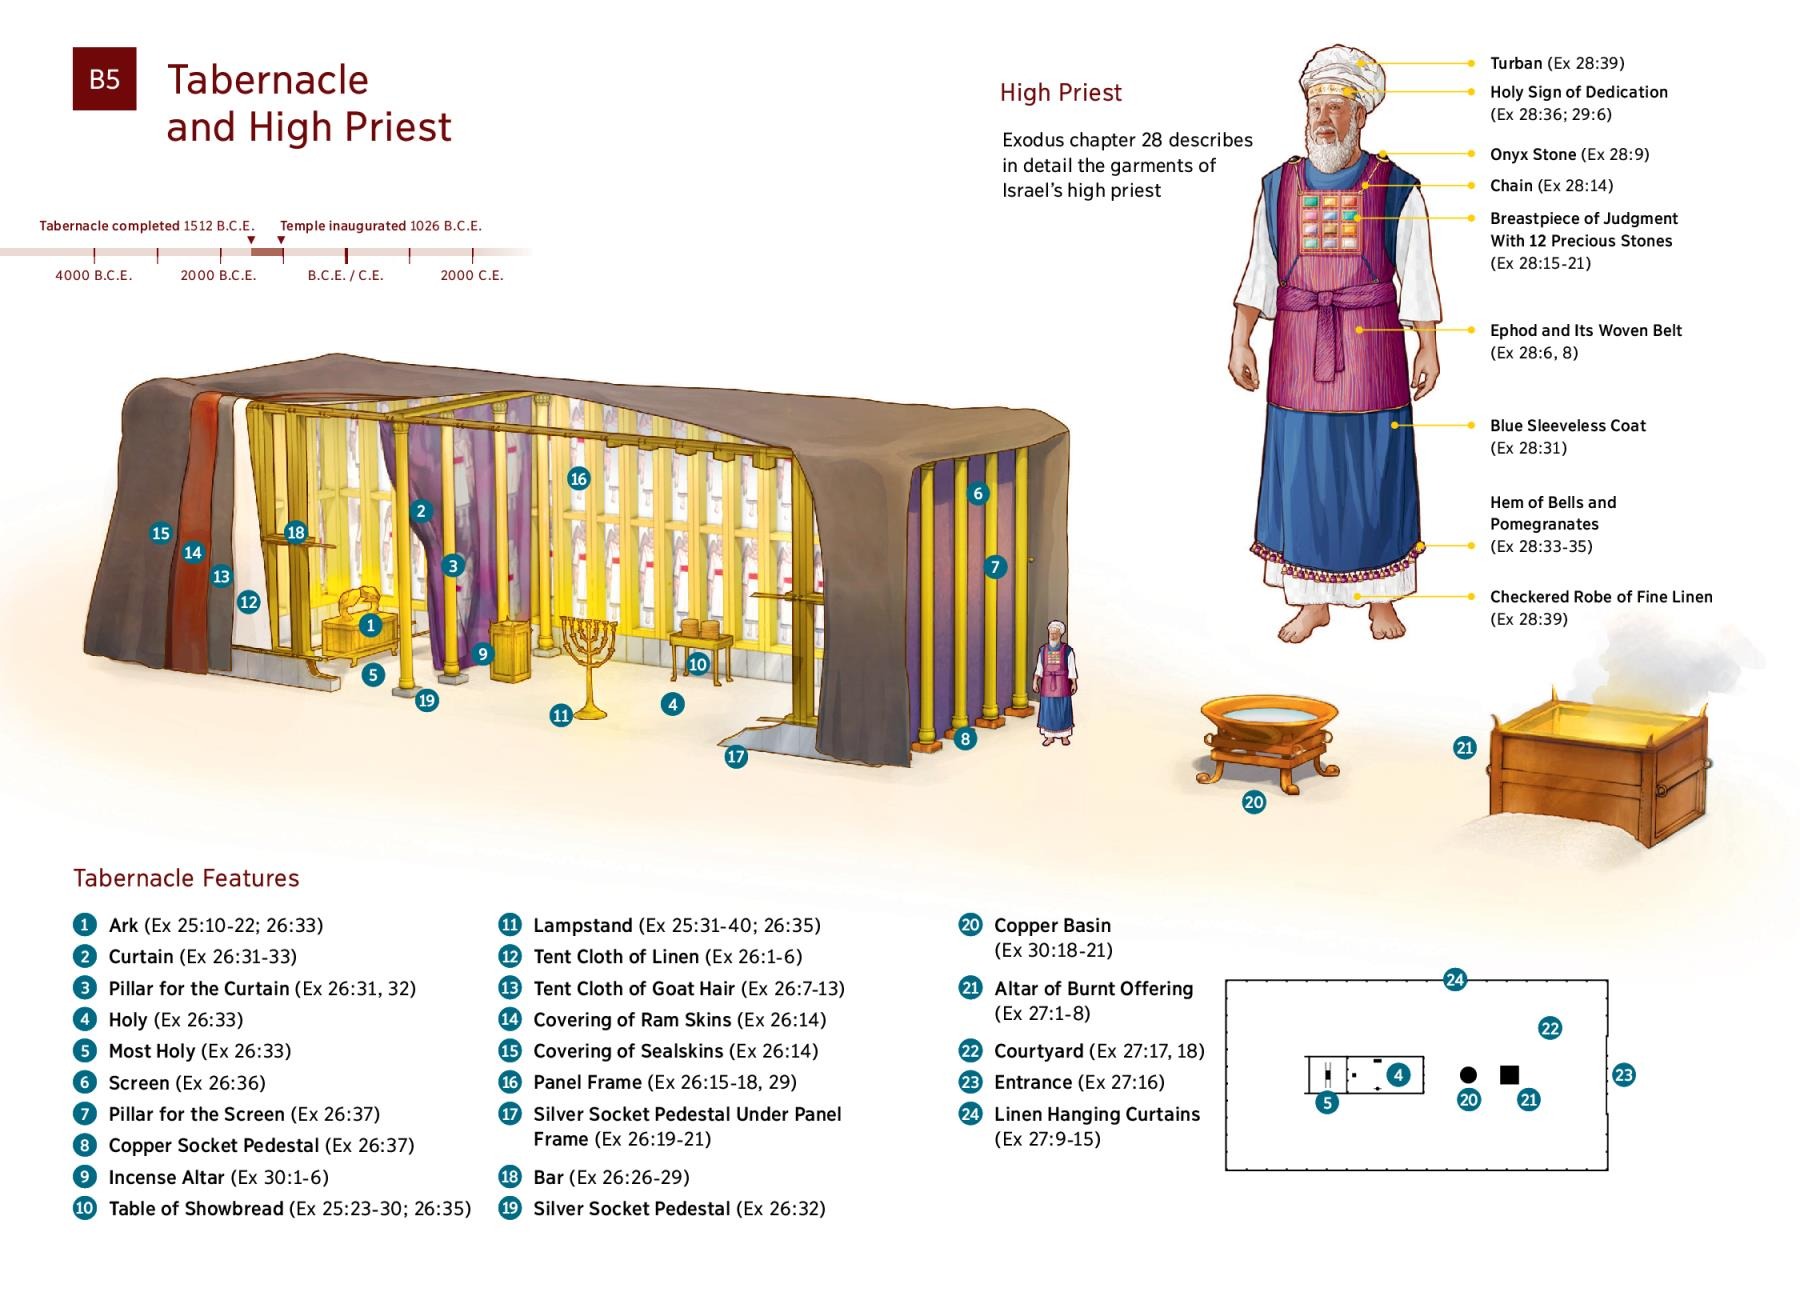 B5
Tabernacle
and High Priest
Tabernacle completed 1512 B.C.E.
Temple inaugurated 1026 B.C.E.
4000 B.C.E.
2000 B.C.E.
B.C.E. / C.E.
2000 C.E.
High Priest
Exodus chapter 28 describes
in detail the garments of
Israel’s high priest
Turban (Ex 28:39)
Holy Sign of Dedication
(Ex 28:36; 29:6)
Onyx Stone (Ex 28:9)
Chain (Ex 28:14)
Breastpiece of Judgment
With 12 Precious Stones
(Ex 28:15-21)
Ephod and Its Woven Belt
(Ex 28:6, 8)
Blue Sleeveless Coat
(Ex 28:31)
Hem of Bells and
Pomegranates
(Ex 28:33-35)
Checkered Robe of Fine Linen
(Ex 28:39)
15
14
13
12
18
1
5
2
3
19
9
16
11
10
4
17
6
7
8
20
21
Tabernacle Features
1 Ark (Ex 25:10-22; 26:33)
2 Curtain (Ex 26:31-33)
3 Pillar for the Curtain (Ex 26:31, 32)
4 Holy (Ex 26:33)
5 Most Holy (Ex 26:33)
6 Screen (Ex 26:36)
7 Pillar for the Screen (Ex 26:37)
8 Copper Socket Pedestal (Ex 26:37)
9 Incense Altar (Ex 30:1-6)
10 Table of Showbread (Ex 25:23-30; 26:35)
11 Lampstand (Ex 25:31-40; 26:35)
12 Tent Cloth of Linen (Ex 26:1-6)
13 Tent Cloth of Goat Hair (Ex 26:7-13)
14 Covering of Ram Skins (Ex 26:14)
15 Covering of Sealskins (Ex 26:14)
16 Panel Frame (Ex 26:15-18, 29)
17 Silver Socket Pedestal Under Panel
Frame (Ex 26:19-21)
18 Bar (Ex 26:26-29)
19 Silver Socket Pedestal (Ex 26:32)
20 Copper Basin
(Ex 30:18-21)
21 Altar of Burnt Offering
(Ex 27:1-8)
22 Courtyard (Ex 27:17, 18)
23 Entrance (Ex 27:16)
24 Linen Hanging Curtains
(Ex 27:9-15)
24
22
4
23
5
20
21